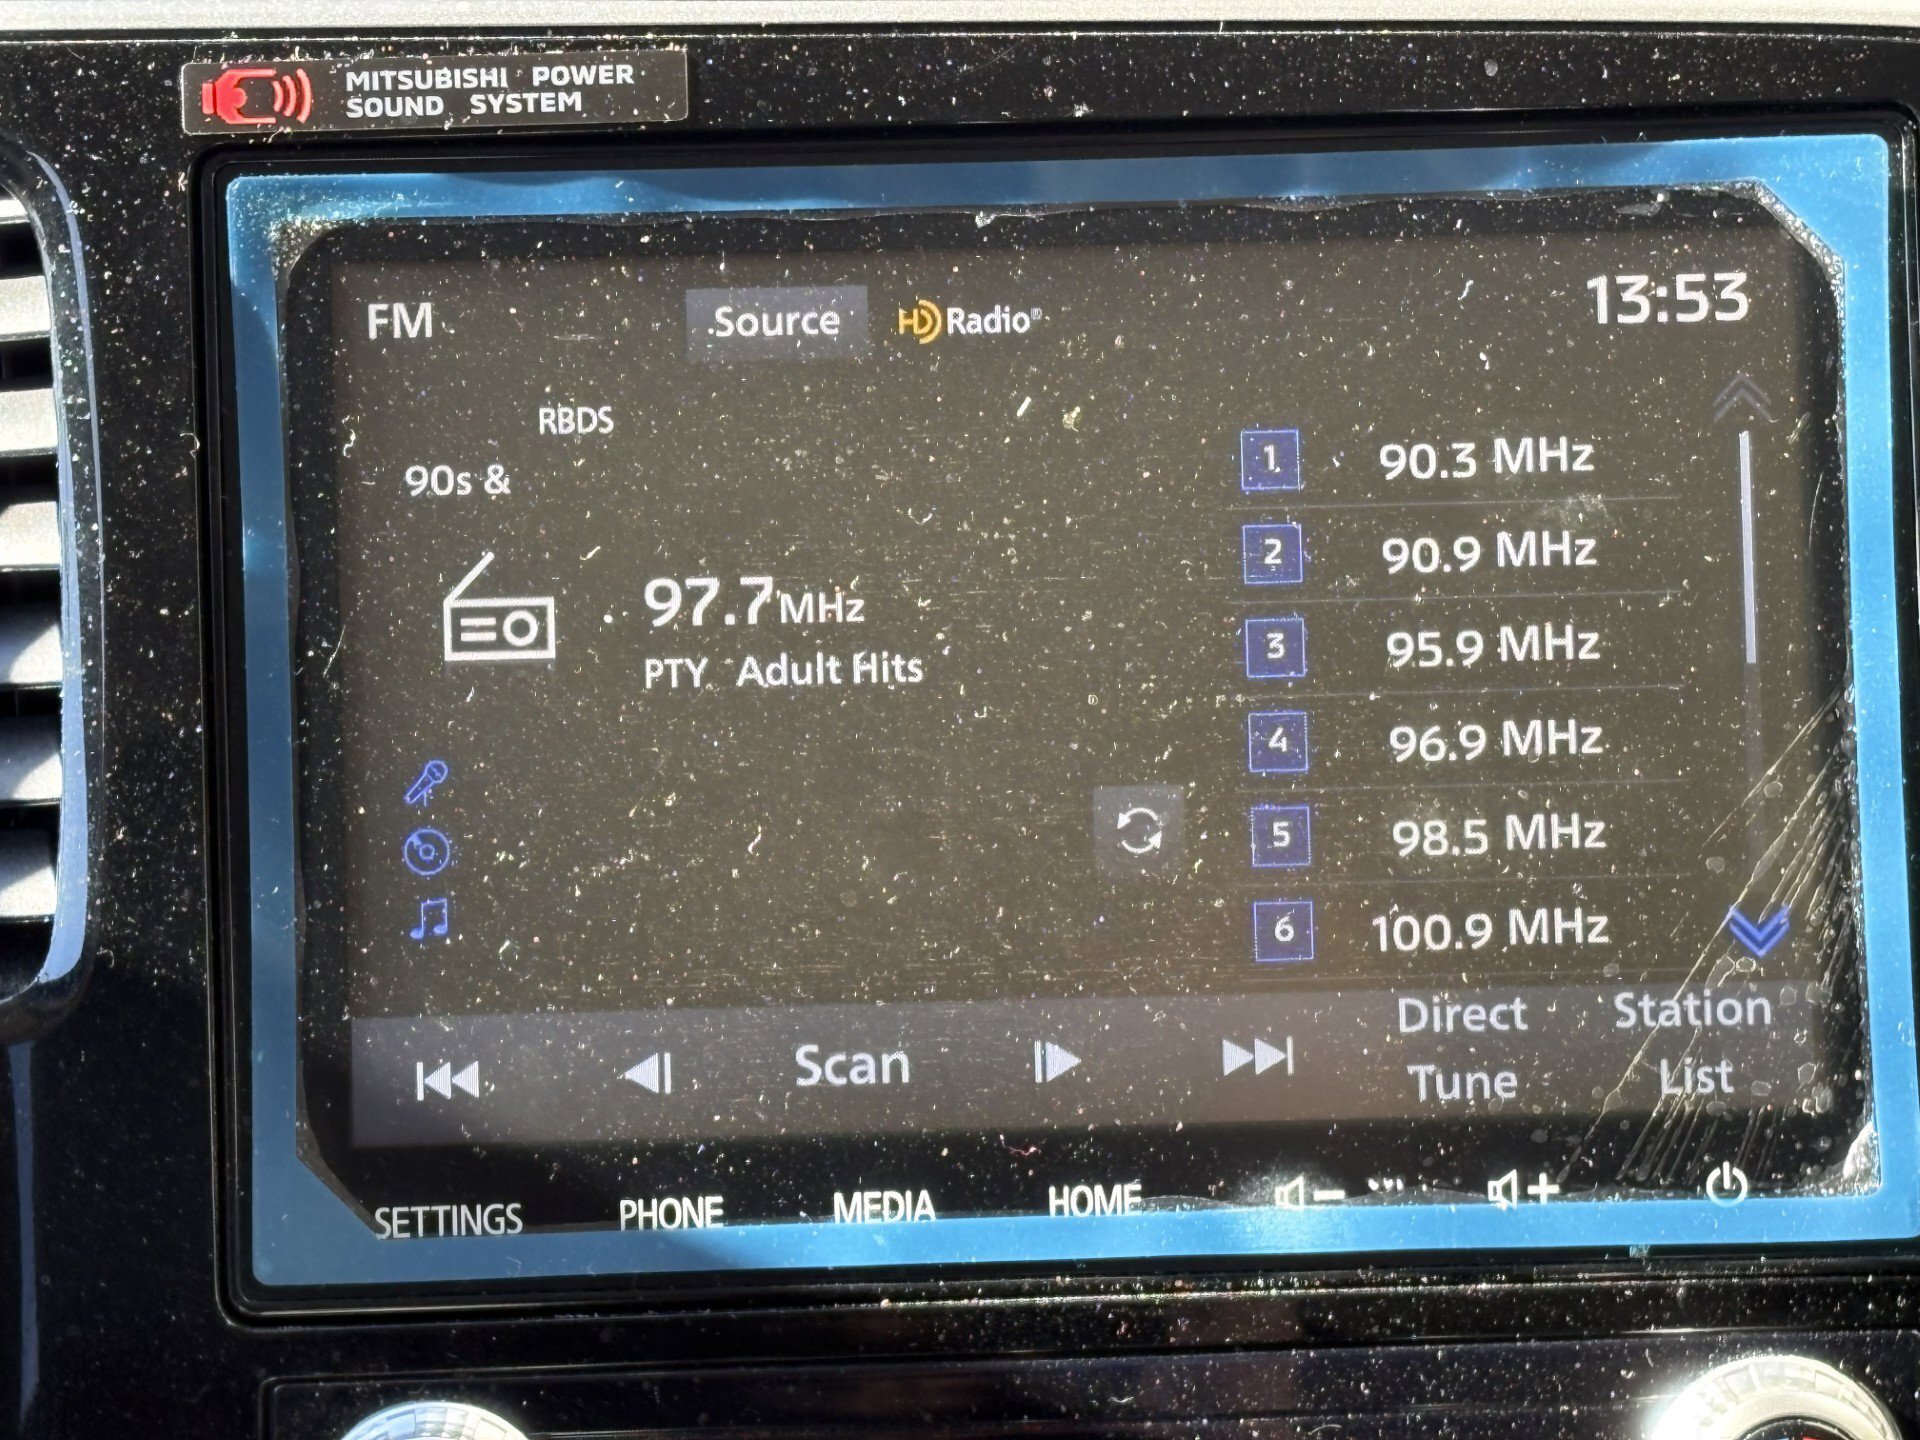 MITSUBISHI POWER
SOUND SYSTEM
FM
Source
HD Radio®
13:53
RBDS
90s &
97.7 MHz
PTY Adult Hits
1 90.3 MHz
2 90.9 MHz
3 95.9 MHz
4 96.9 MHz
5 98.5 MHz
6 100.9 MHz
Scan
Direct
Tune
Station
List
SETTINGS
PHONE
MEDIA
HOME